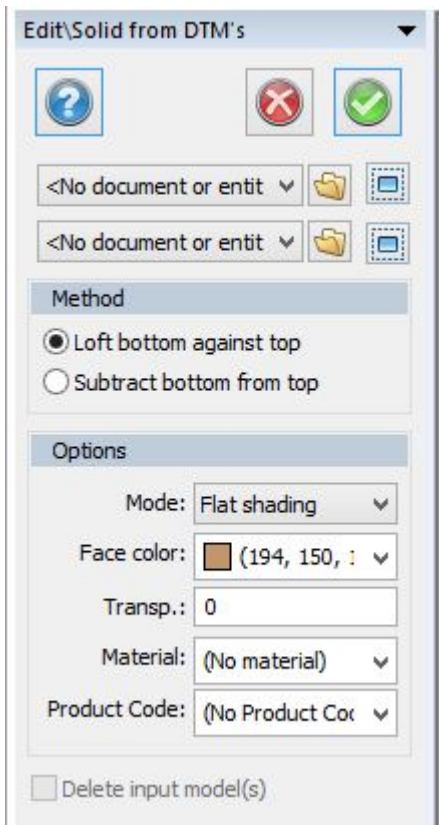 Edit\Solid from DTM's
<No document or entit
<No document or entit
Method
Loft bottom against top
Subtract bottom from top
Options
Mode: Flat shading
Face color: (194, 150, 1
Transp.: 0
Material: (No material)
Product Code: (No Product Coc
Delete input model(s)